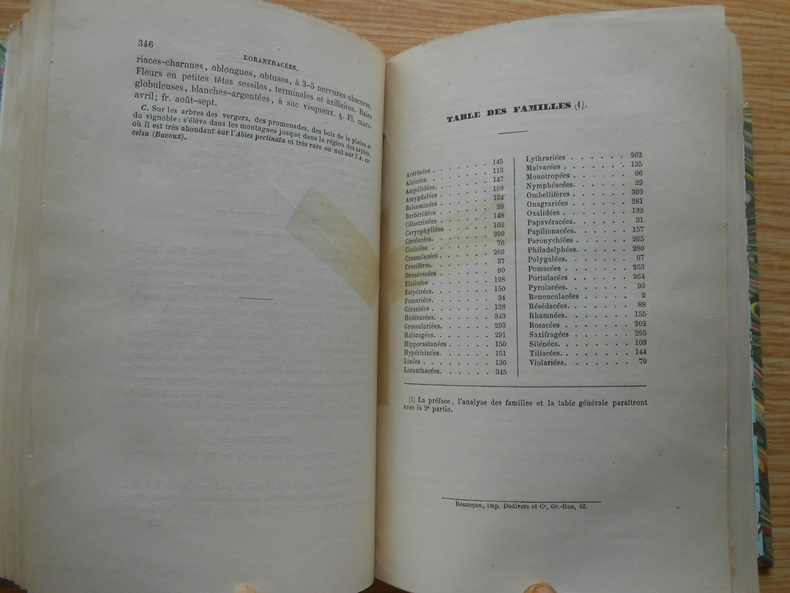 346
LORANTHACÉES.
riaces-charnues, oblongues, obtuses, à 3-5 nervures obscures.
Fleurs en petites têtes sessiles, terminales et axillaires. Baies
globuleuses, blanches-argentées, à suc visqueux. Fl. mars-
avril; fr. août-sept.
C. Sur les arbres des vergers, des promenades, des bois de la plaine et
du vignoble: s'élève dans les montagnes jusque dans la région des sapins,
où il est très abondant sur l'Abies pectinata et très rare ou nul sur l'A. ex-
celsa (Bavoux).
TABLE DES FAMILLES (1).
Acérinées . . . . . . 145
Alsinées. . . . . . . 113
Ampélidées . . . . . . 147
Amygdalées . . . . . . 198
Balsaminées . . . . . . 134
Berbéridées . . . . . . 28
Célastrinées . . . . . . 148
Caryophyllées . . . . . 102
Cornacées. . . . . . . 290
Cistinées . . . . . . 76
Crassulacées . . . . . . 269
Crucifères . . . . . . 37
Droséracées . . . . . . 90
Elatinées . . . . . . 128
Empétrées. . . . . . . 150
Fumariées . . . . . . 34
Géraniées . . . . . . 138
Hédéracées. . . . . . 343
Grossulariées . . . . . 293
Haloragées . . . . . . 291
Hippocastanées . . . . . 150
Hypéricinées . . . . . 151
Linées . . . . . . . 130
Loranthacées. . . . . . 345
Lythrariées . . . . . . 262
Malvacées . . . . . . 135
Monotropées . . . . . . 96
Nymphéacées. . . . . . 29
Ombellifères . . . . . . 303
Onagrariées . . . . . . 281
Oxalidées . . . . . . 132
Papavéracées. . . . . . 31
Papilionacées. . . . . . 157
Paronychiées . . . . . 265
Philadelphées. . . . . . 280
Polygalées . . . . . . 97
Pomacées . . . . . . 253
Portulacées . . . . . . 264
Pyrolacées. . . . . . . 93
Renonculacées . . . . . 2
Résédacées. . . . . . . 88
Rhamnées . . . . . . 155
Rosacées . . . . . . 202
Saxifragées . . . . . . 295
Silénées. . . . . . . 103
Tiliacées. . . . . . . 144
Violariées. . . . . . . 79
(1) La préface, l'analyse des familles et la table générale paraîtront
avec la 2e partie.
Besançon, imp. Dodivers et Ce, Gr.-Rue, 42.